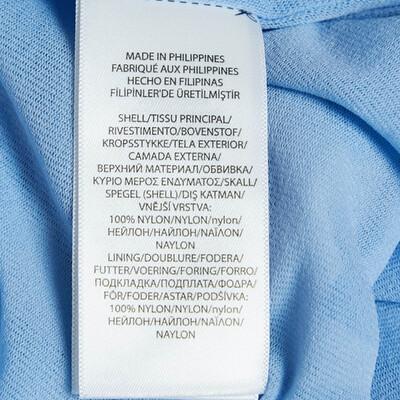 MADE IN PHILIPPINES
FABRIQUÉ AUX PHILIPPINES
HECHO EN FILIPINAS
FİLİPİNLER'DE ÜRETİLMİŞTİR
SHELL/TISSU PRINCIPAL/
RIVESTIMENTO/BOVENSTOF/
KROPSSTYKKE/TELA EXTERIOR/
CAMADA EXTERNA/
ВЕРХНИЙ МАТЕРИАЛ/ОБВИВКА/
ΚΥΡΙΟ ΜΕΡΟΣ ΕΝΔΥΜΑΤΟΣ/SKALL/
SPEGEL (SHELL)/DIŞ KATMAN/
VNĚJŠÍ VRSTVA:
100% NYLON/NYLON/nylon/
НЕЙЛОН/НАЙЛОН/ΝΑΪΛΟΝ/
NAYLON
LINING/DOUBLURE/FODERA/
FUTTER/VOERING/FORING/FORRO/
ПОДКЛАДКА/ПОДПЛАТА/ΦΟΔΡΑ/
FÓR/FODER/ASTAR/PODŠÍVKA:
100% NYLON/NYLON/nylon/
НЕЙЛОН/НАЙЛОН/ΝΑΪΛΟΝ/
NAYLON